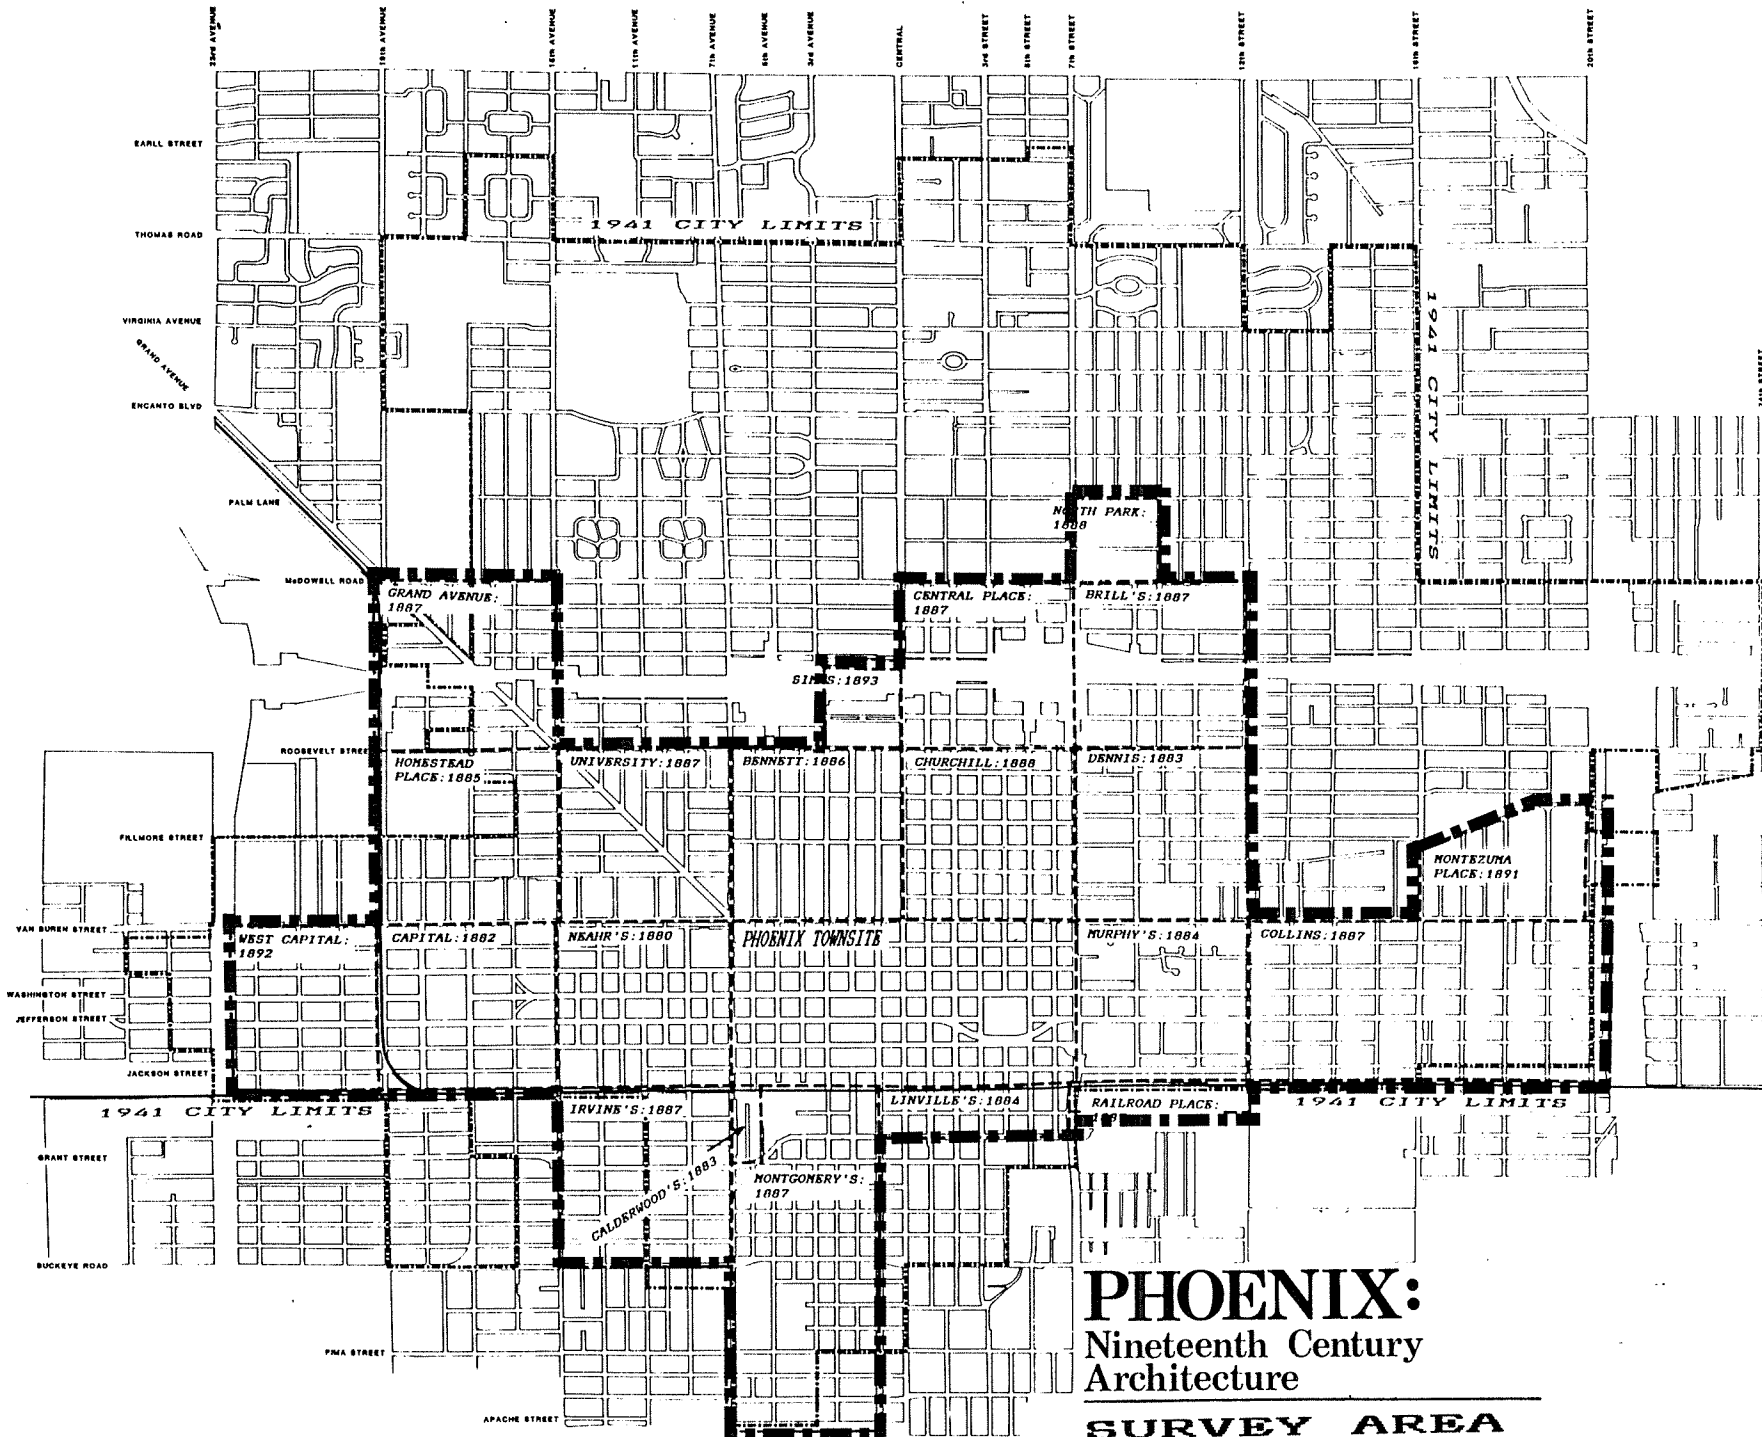 23rd AVENUE
19th AVENUE
15th AVENUE
11th AVENUE
7th AVENUE
5th AVENUE
3rd AVENUE
CENTRAL
3rd STREET
5th STREET
7th STREET
12th STREET
16th STREET
20th STREET
EARLL STREET
1941 CITY LIMITS
THOMAS ROAD
VIRGINIA AVENUE
1941 CITY LIMITS
GRAND AVENUE
24th STREET
ENCANTO BLVD
PALM LANE
NORTH PARK:
1888
McDOWELL ROAD
GRAND AVENUE:
1887
CENTRAL PLACE:
1887
BRILL'S:1887
SIMS:1893
ROOSEVELT STREET
HOMESTEAD
PLACE:1885
UNIVERSITY:1887
BENNETT:1886
CHURCHILL:1888
DENNIS:1883
FILLMORE STREET
MONTEZUMA
PLACE:1891
VAN BUREN STREET
WEST CAPITAL:
1892
CAPITAL:1882
NEAHR'S:1880
PHOENIX TOWNSITE
MURPHY'S:1884
COLLINS:1887
WASHINGTON STREET
JEFFERSON STREET
JACKSON STREET
1941 CITY LIMITS
IRVINE'S:1887
LINVILLE'S:1884
RAILROAD PLACE:
1941 CITY LIMITS
GRANT STREET
CALDERWOOD'S:1883
MONTGOMERY'S:
1887
BUCKEYE ROAD
PHOENIX:
Nineteenth Century
PIMA STREET
Architecture
APACHE STREET
SURVEY AREA